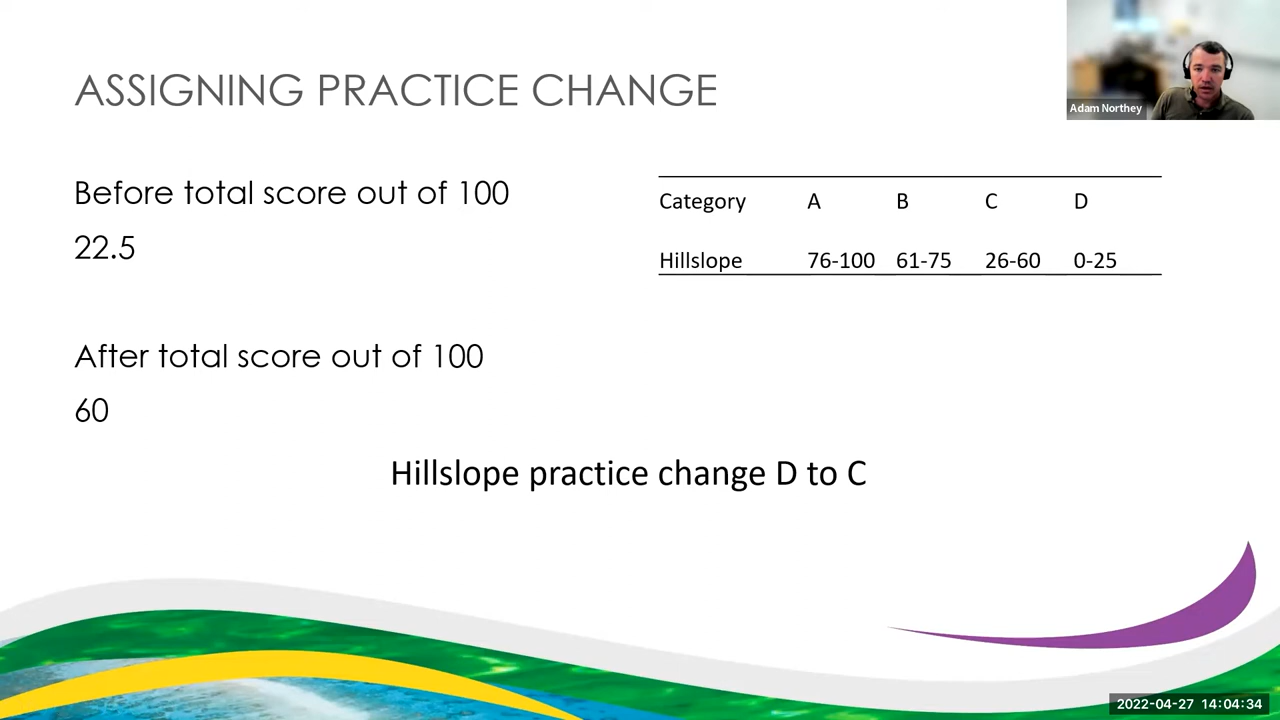 ASSIGNING PRACTICE CHANGE
Adam Northey
Before total score out of 100
22.5
Category A B C D
Hillslope 76-100 61-75 26-60 0-25
After total score out of 100
60
Hillslope practice change D to C
2022-04-27 14:04:34